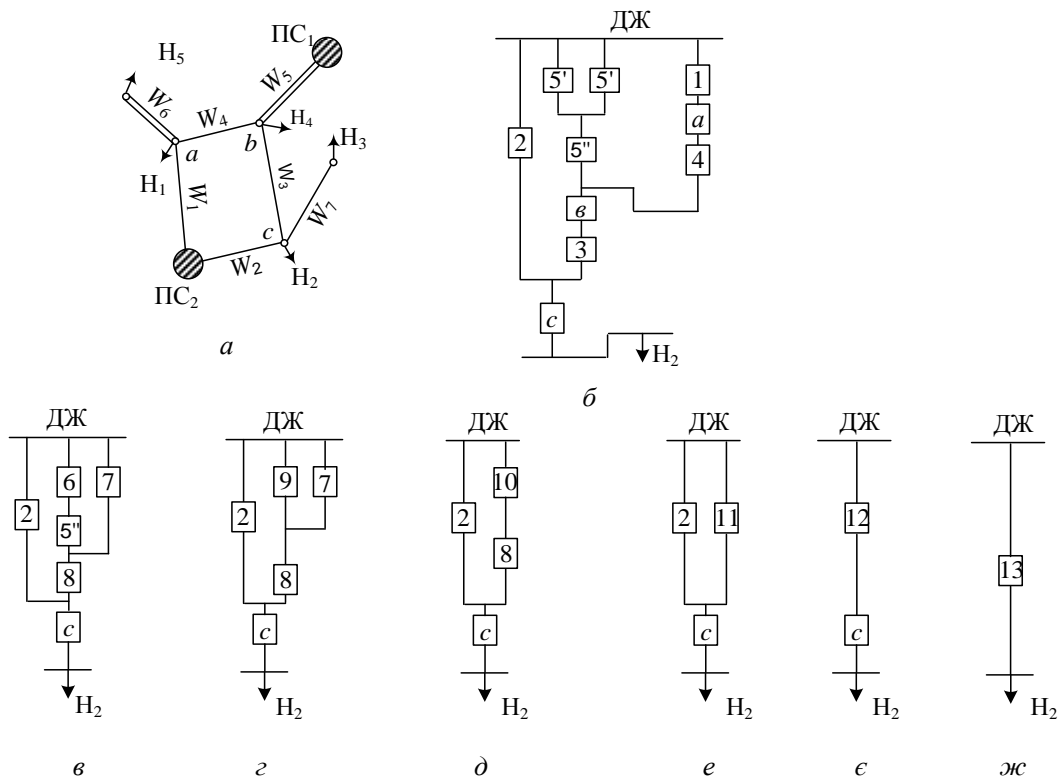 ПС₁
H₅
W₅
W₆
W₄
H₄
H₃
a
b
H₁
W₁
W₃
W₇
c
W₂
H₂
ПС₂
а
ДЖ
5'
5'
1
a
2
5"
4
в
3
c
H₂
б
ДЖ
6
7
2
5"
8
c
H₂
в
ДЖ
9
7
2
8
c
H₂
г
ДЖ
10
2
8
c
H₂
д
ДЖ
2
11
c
H₂
е
ДЖ
12
c
H₂
є
ДЖ
13
H₂
ж